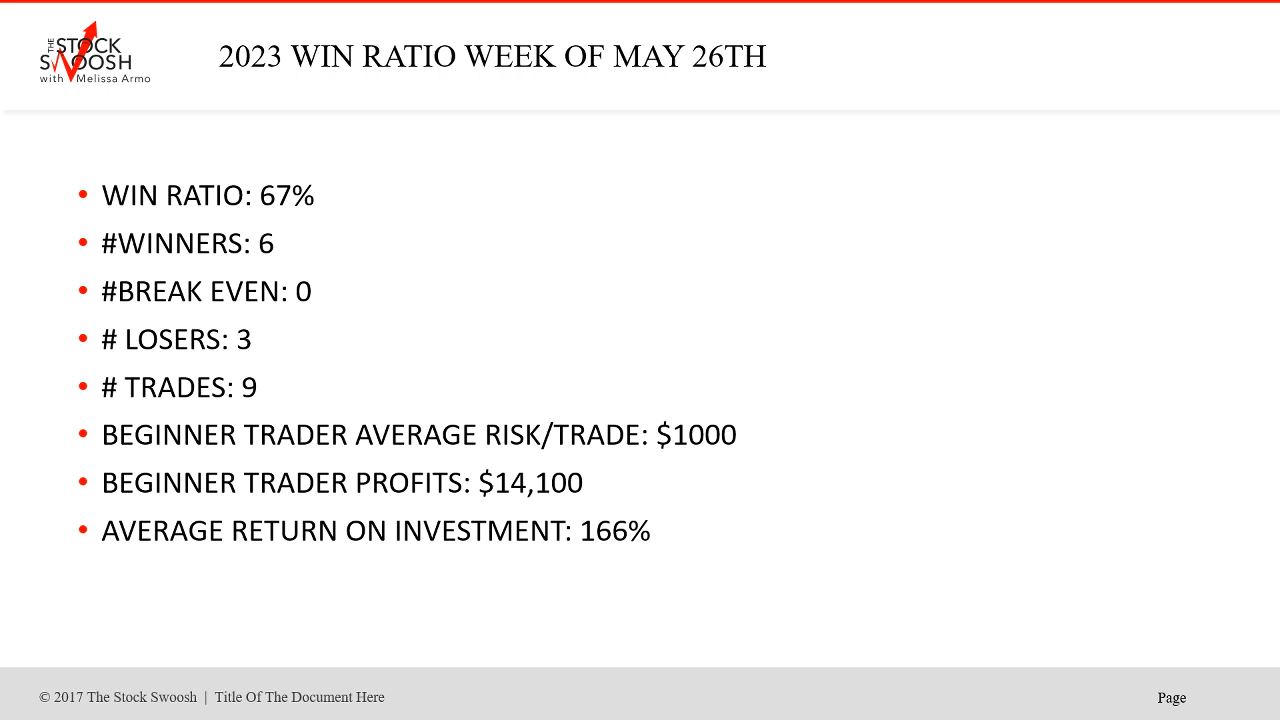 THE STOCK
SWOOSH
with Melissa Armo
2023 WIN RATIO WEEK OF MAY 26TH
• WIN RATIO: 67%
• #WINNERS: 6
• #BREAK EVEN: 0
• # LOSERS: 3
• # TRADES: 9
• BEGINNER TRADER AVERAGE RISK/TRADE: $1000
• BEGINNER TRADER PROFITS: $14,100
• AVERAGE RETURN ON INVESTMENT: 166%
© 2017 The Stock Swoosh | Title Of The Document Here
Page